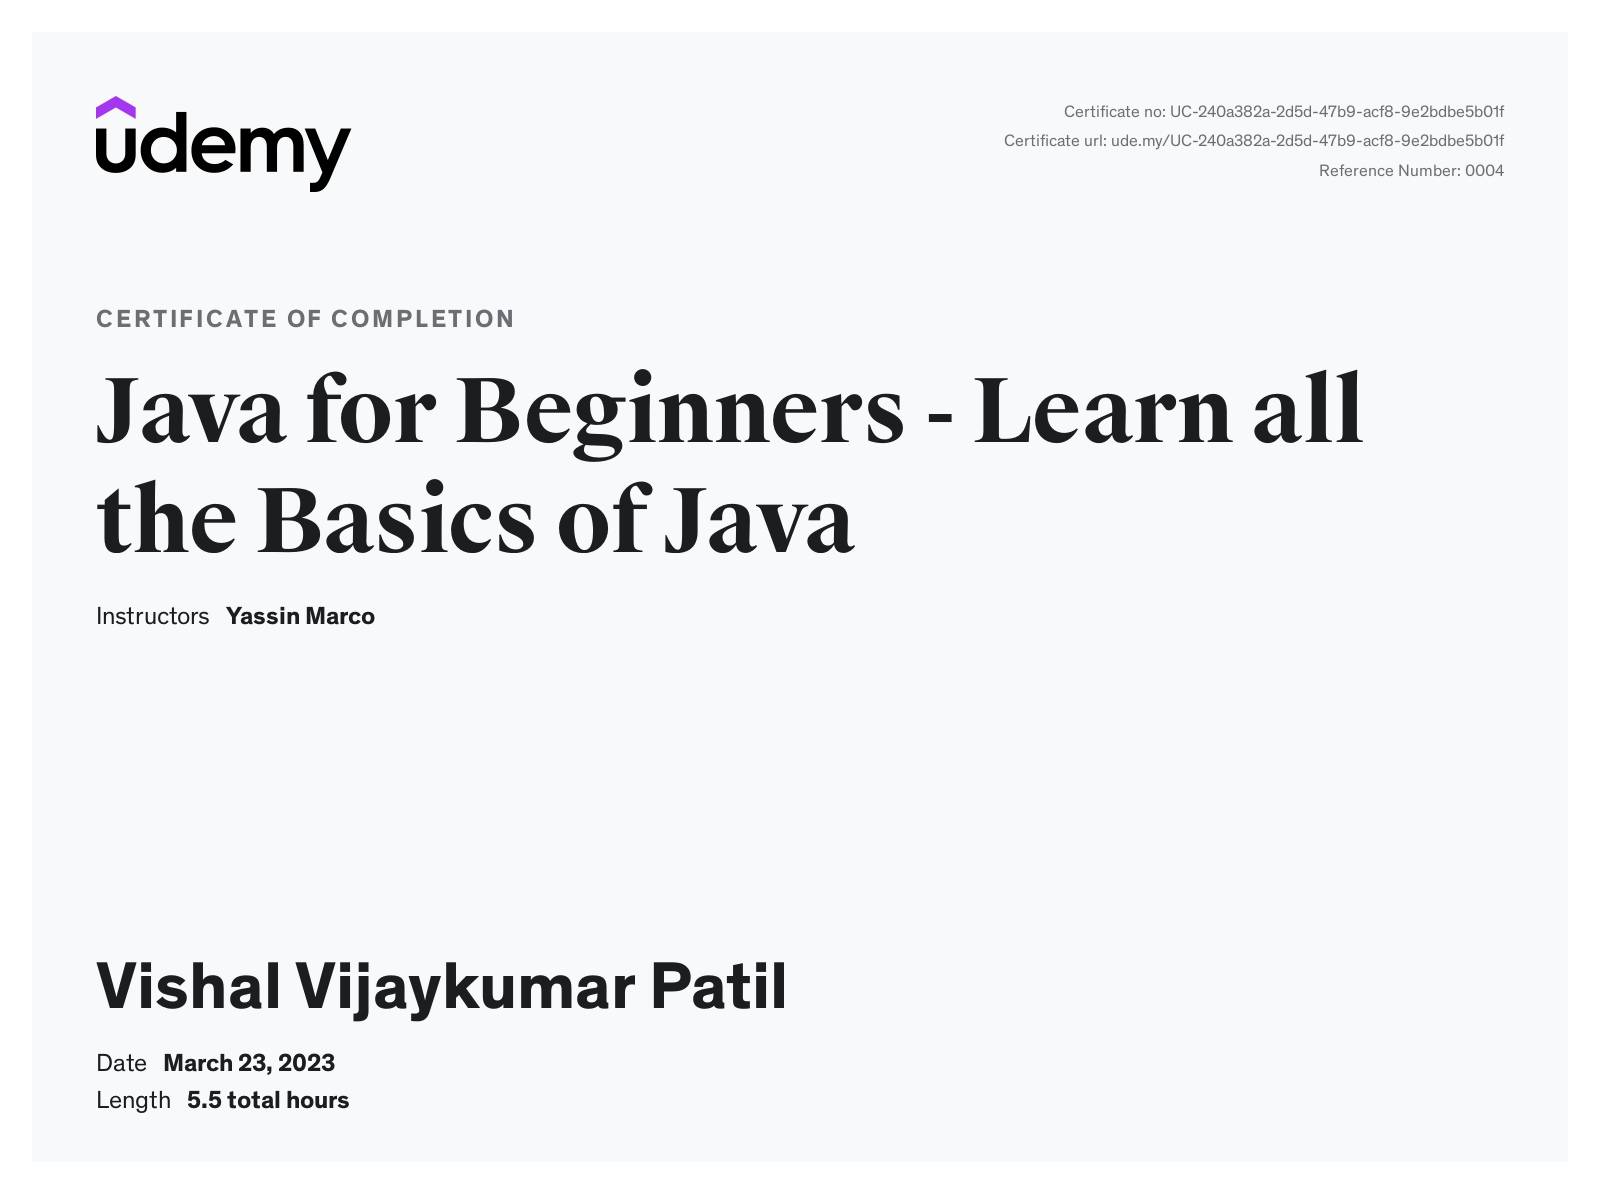 udemy
Certificate no: UC-240a382a-2d5d-47b9-acf8-9e2bdbe5b01f
Certificate url: ude.my/UC-240a382a-2d5d-47b9-acf8-9e2bdbe5b01f
Reference Number: 0004
CERTIFICATE OF COMPLETION
Java for Beginners - Learn all
the Basics of Java
Instructors Yassin Marco
Vishal Vijaykumar Patil
Date March 23, 2023
Length 5.5 total hours